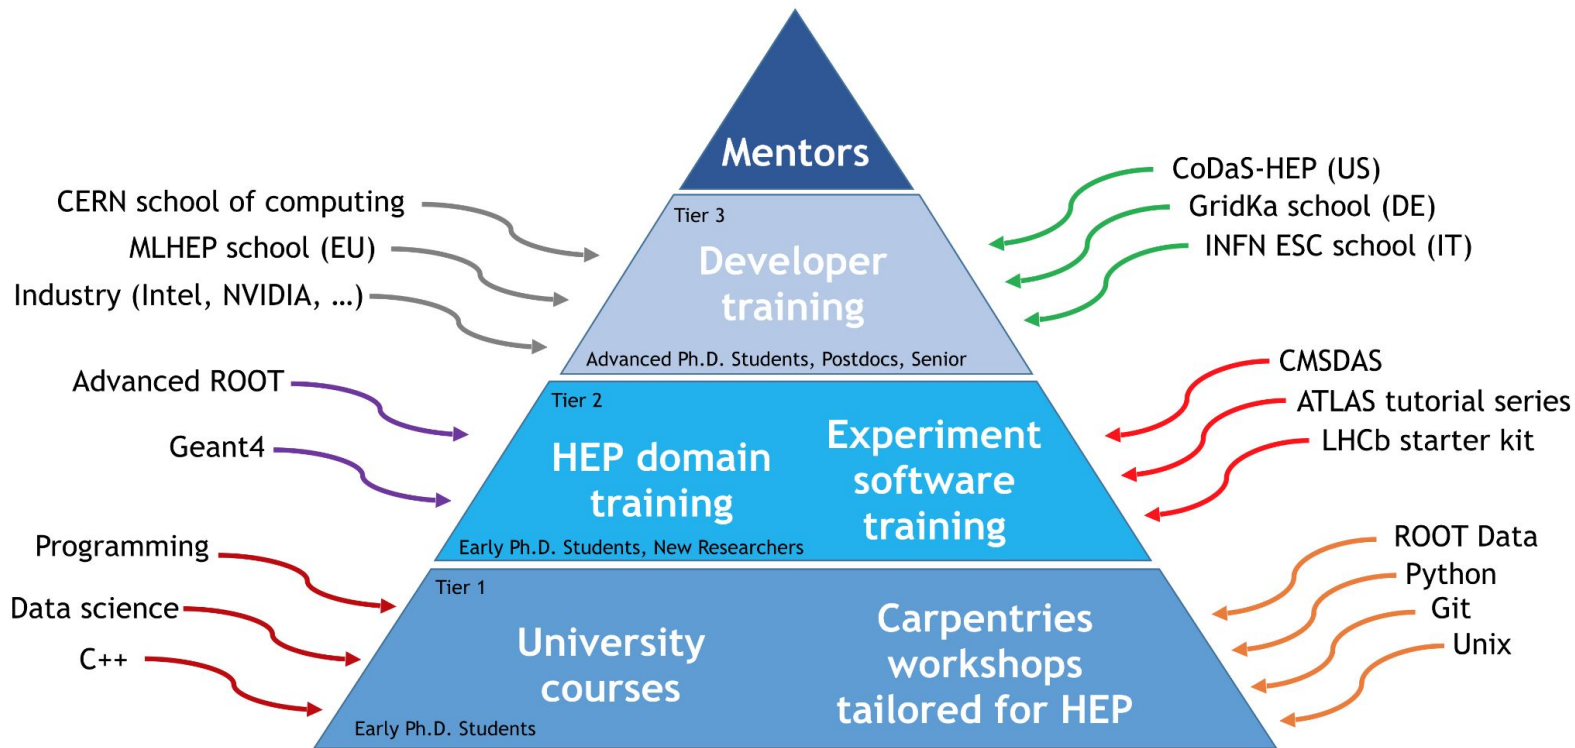 Mentors
CERN school of computing
MLHEP school (EU)
Industry (Intel, NVIDIA, ...)
CoDaS-HEP (US)
GridKa school (DE)
INFN ESC school (IT)
Tier 3
Developer
training
Advanced Ph.D. Students, Postdocs, Senior
Advanced ROOT
Geant4
CMSDAS
ATLAS tutorial series
LHCb starter kit
Tier 2
HEP domain
training
Experiment
software
training
Early Ph.D. Students, New Researchers
Programming
Data science
C++
ROOT Data
Python
Git
Unix
Tier 1
University
courses
Carpentries
workshops
tailored for HEP
Early Ph.D. Students